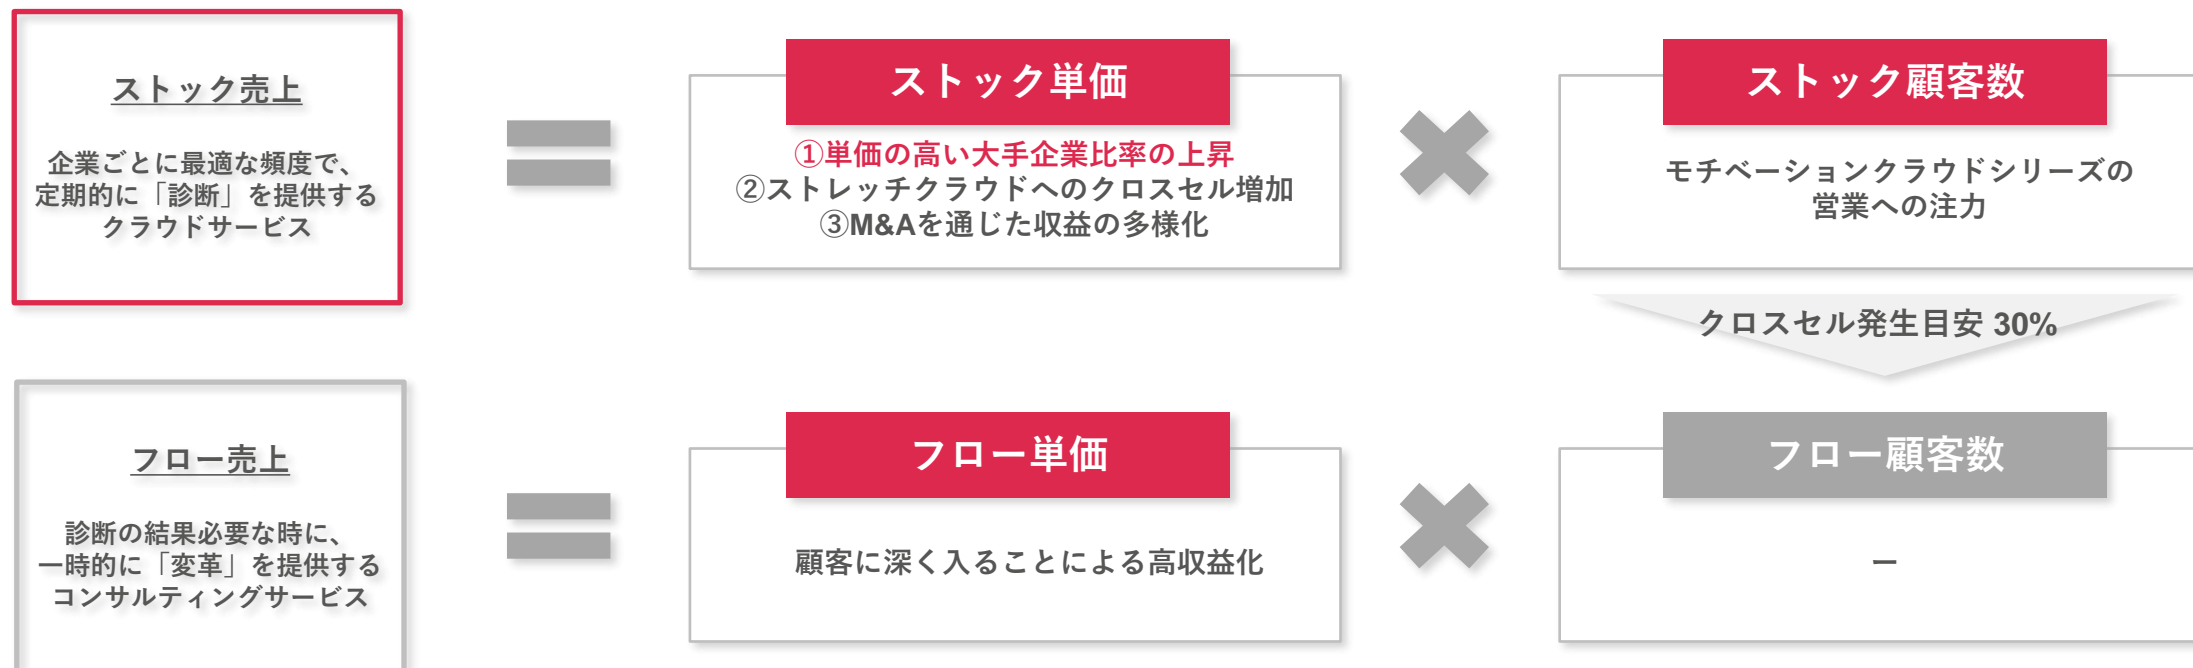 ストック売上
企業ごとに最適な頻度で、
定期的に「診断」を提供する
クラウドサービス
ストック単価
①単価の高い大手企業比率の上昇
②ストレッチクラウドへのクロスセル増加
③M&Aを通じた収益の多様化
ストック顧客数
モチベーションクラウドシリーズの
営業への注力
クロスセル発生目安 30%
フロー売上
診断の結果必要な時に、
一時的に「変革」を提供する
コンサルティングサービス
フロー単価
顧客に深く入ることによる高収益化
フロー顧客数
ー